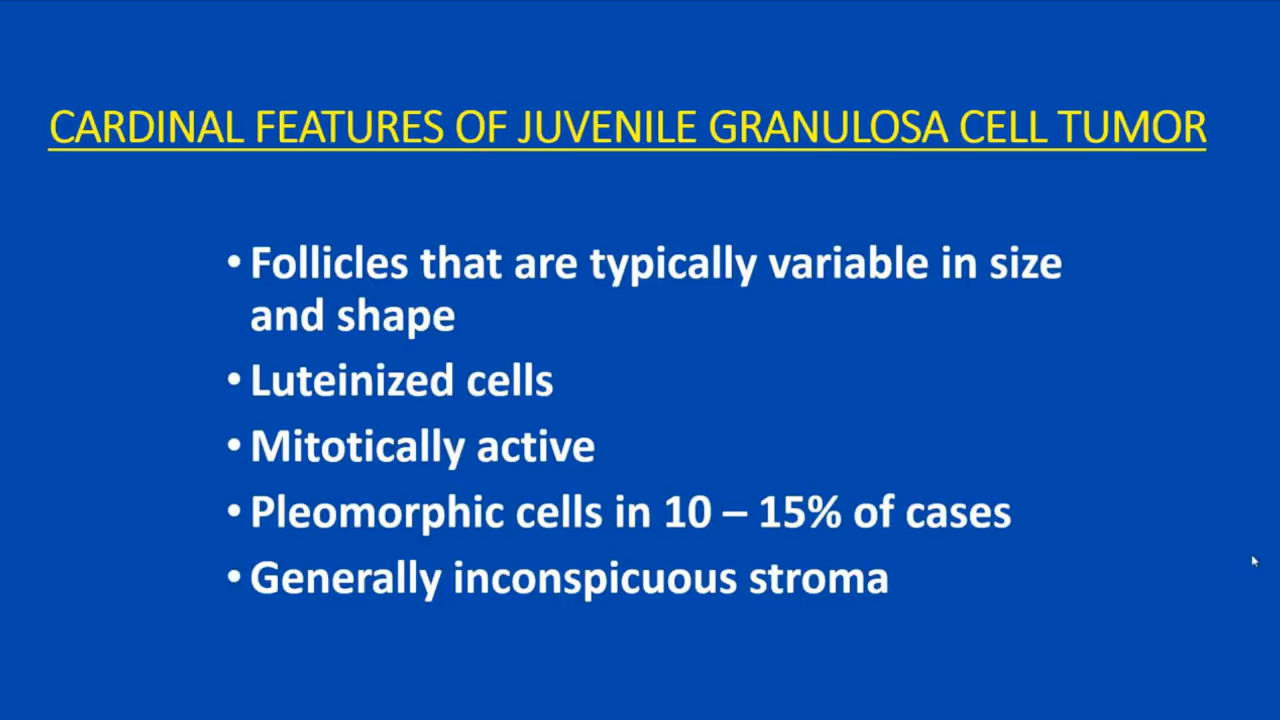 CARDINAL FEATURES OF JUVENILE GRANULOSA CELL TUMOR
• Follicles that are typically variable in size
and shape
• Luteinized cells
• Mitotically active
• Pleomorphic cells in 10 – 15% of cases
• Generally inconspicuous stroma